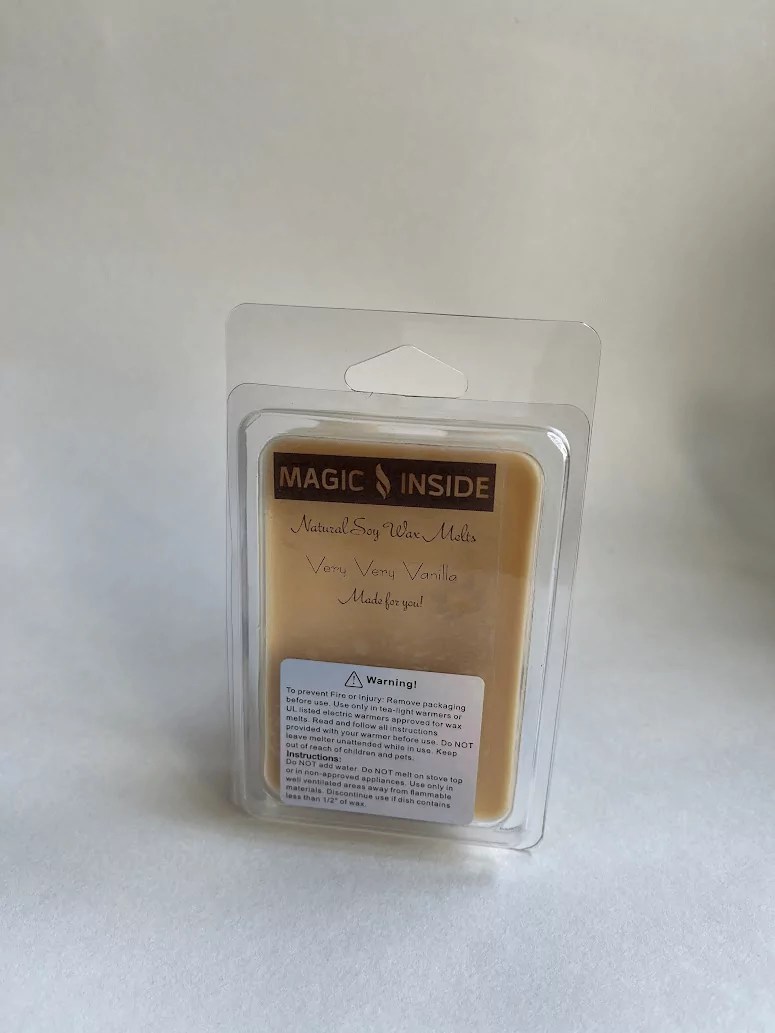 MAGIC INSIDE
Natural Soy Wax Melts
Very Very Vanilla
Made for you!
Warning!
To prevent Fire or Injury: Remove packaging
before use. Use only in tea-light warmers or
UL listed electric warmers approved for wax
melts. Read and follow all instructions
provided with your warmer before use. Do NOT
leave melter unattended while in use. Keep
out of reach of children and pets.
Instructions:
Do NOT add water. Do NOT melt on stove top
or in non-approved appliances. Use only in
well ventilated areas away from flammable
materials. Discontinue use if dish contains
less than 1/2" of wax.